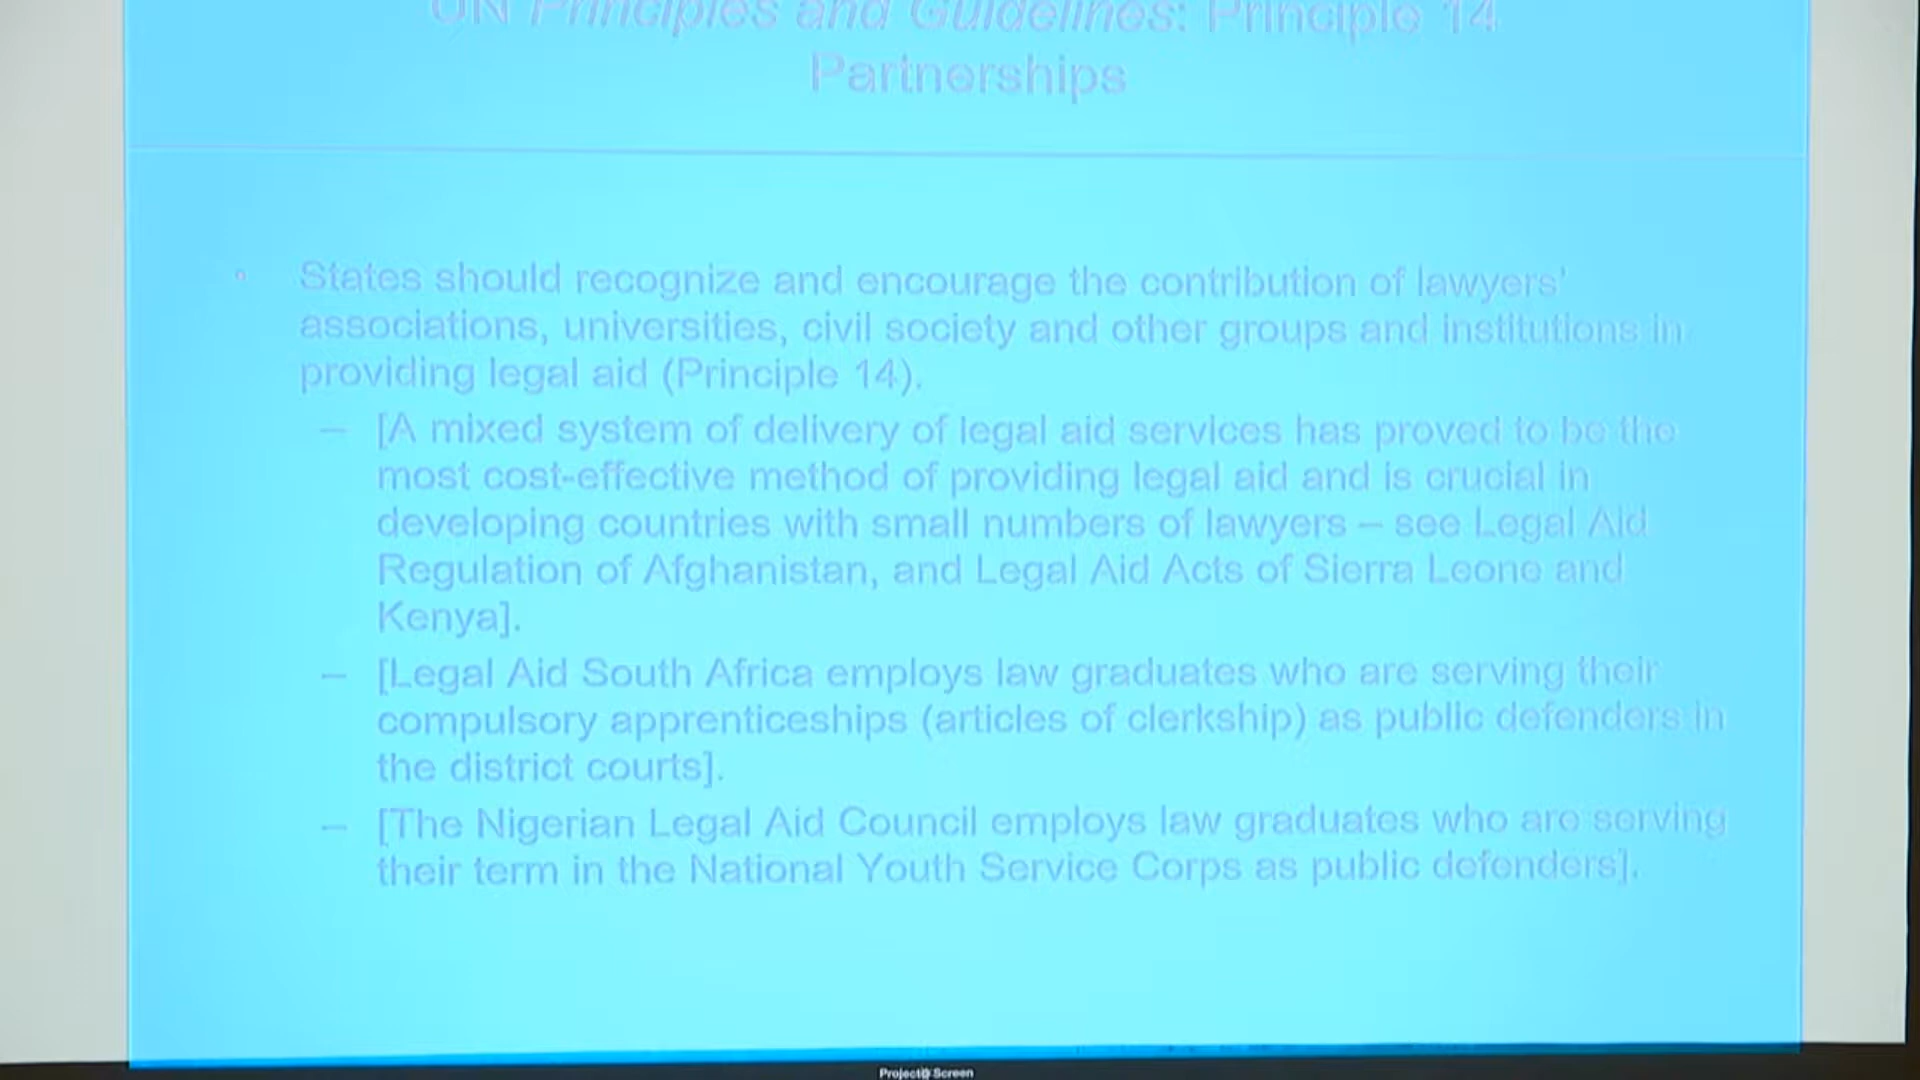 UN Principles and Guidelines: Principle 14
Partnerships
• States should recognize and encourage the contribution of lawyers'
associations, universities, civil society and other groups and institutions in
providing legal aid (Principle 14).
– [A mixed system of delivery of legal aid services has proved to be the
most cost-effective method of providing legal aid and is crucial in
developing countries with small numbers of lawyers – see Legal Aid
Regulation of Afghanistan, and Legal Aid Acts of Sierra Leone and
Kenya].
– [Legal Aid South Africa employs law graduates who are serving their
compulsory apprenticeships (articles of clerkship) as public defenders in
the district courts].
– [The Nigerian Legal Aid Council employs law graduates who are serving
their term in the National Youth Service Corps as public defenders].
Project@ Screen